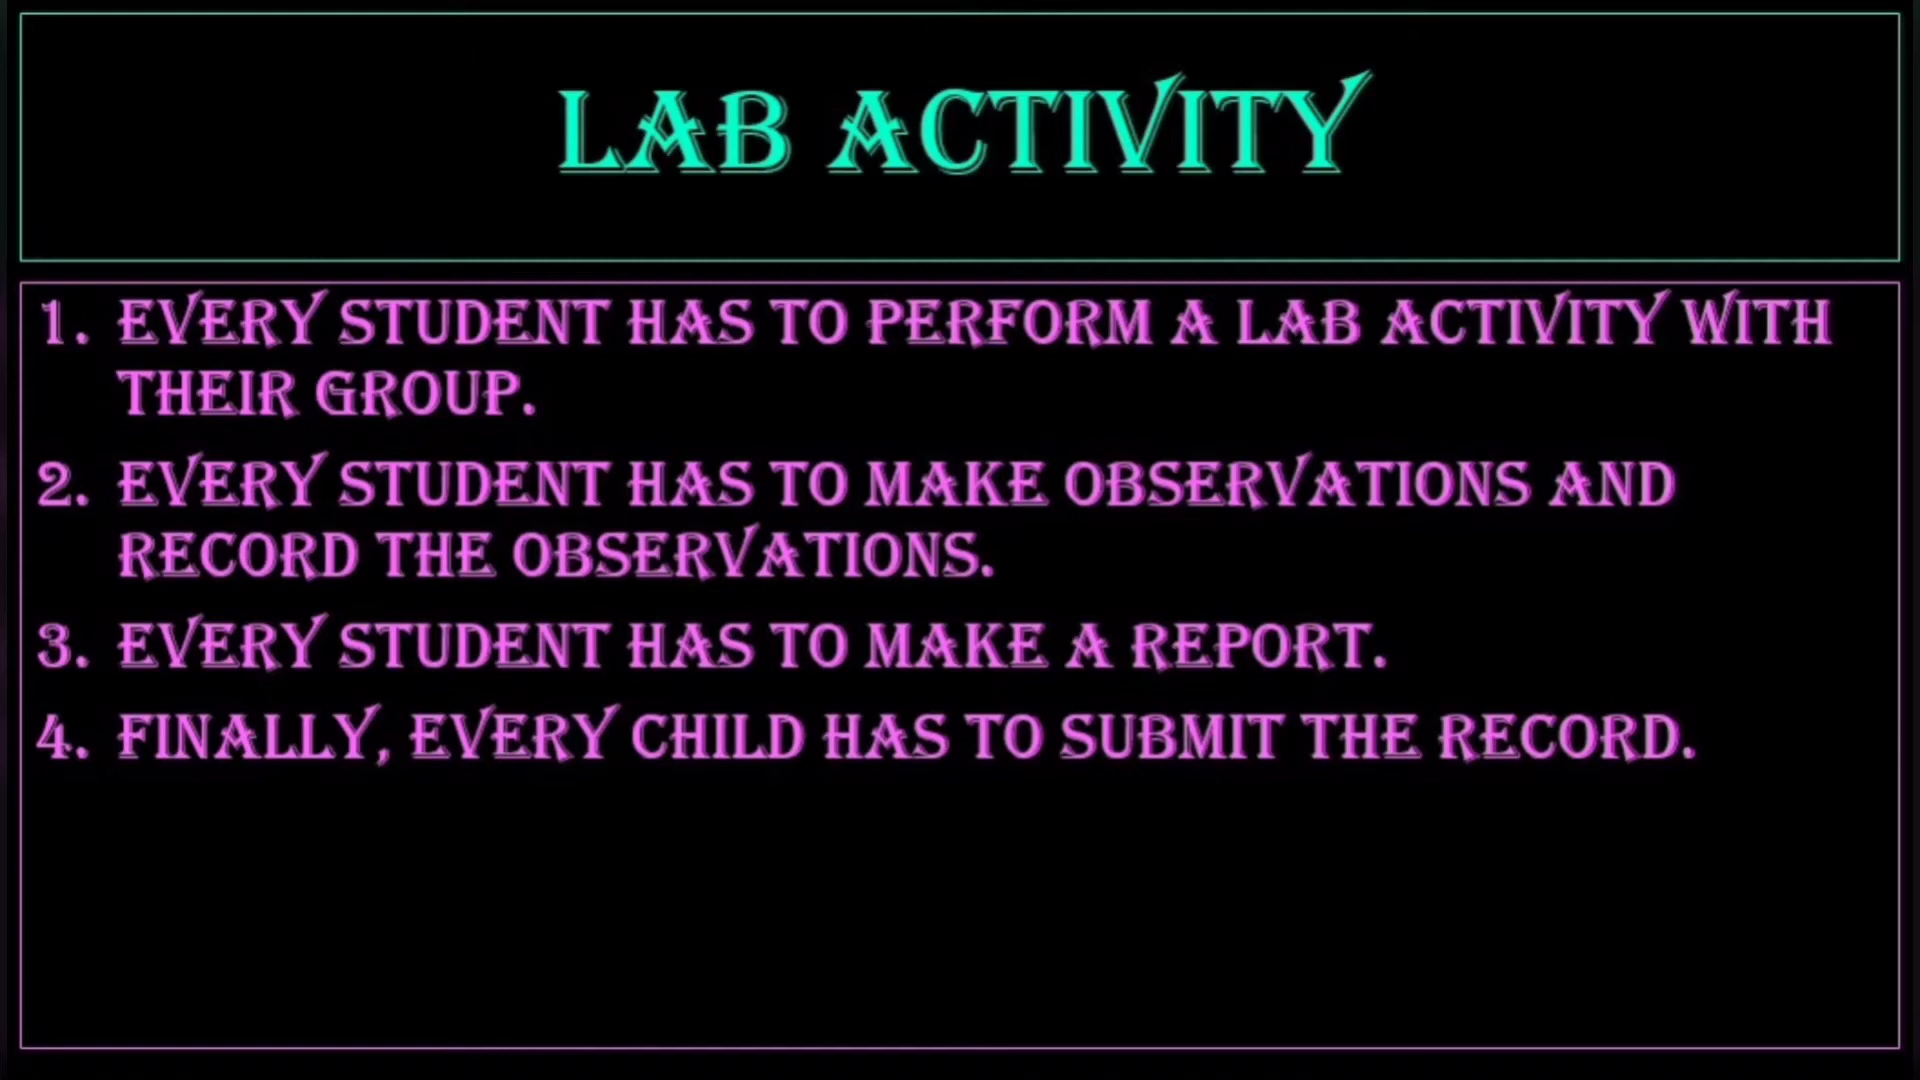 LAB ACTIVITY
1. EVERY STUDENT HAS TO PERFORM A LAB ACTIVITY WITH
THEIR GROUP.
2. EVERY STUDENT HAS TO MAKE OBSERVATIONS AND
RECORD THE OBSERVATIONS.
3. EVERY STUDENT HAS TO MAKE A REPORT.
4. FINALLY, EVERY CHILD HAS TO SUBMIT THE RECORD.